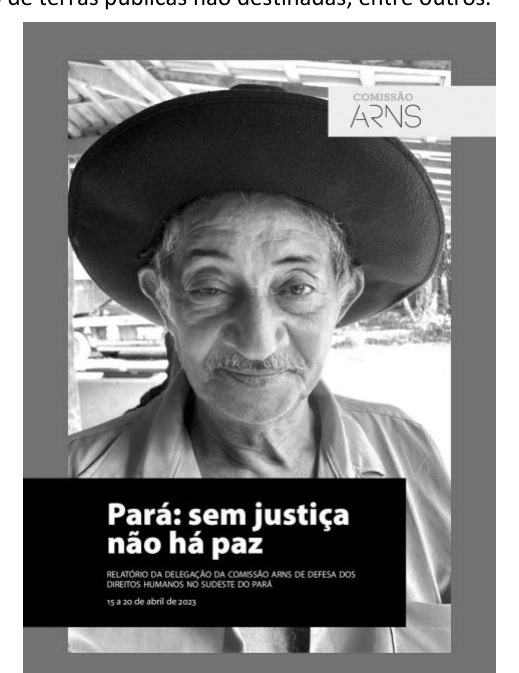 de terras públicas não destinadas, entre outros.
COMISSÃO
ARNS
Pará: sem justiça
não há paz
RELATÓRIO DA DELEGAÇÃO DA COMISSÃO ARNS DE DEFESA DOS
DIREITOS HUMANOS NO SUDESTE DO PARÁ
15 a 20 de abril de 2023